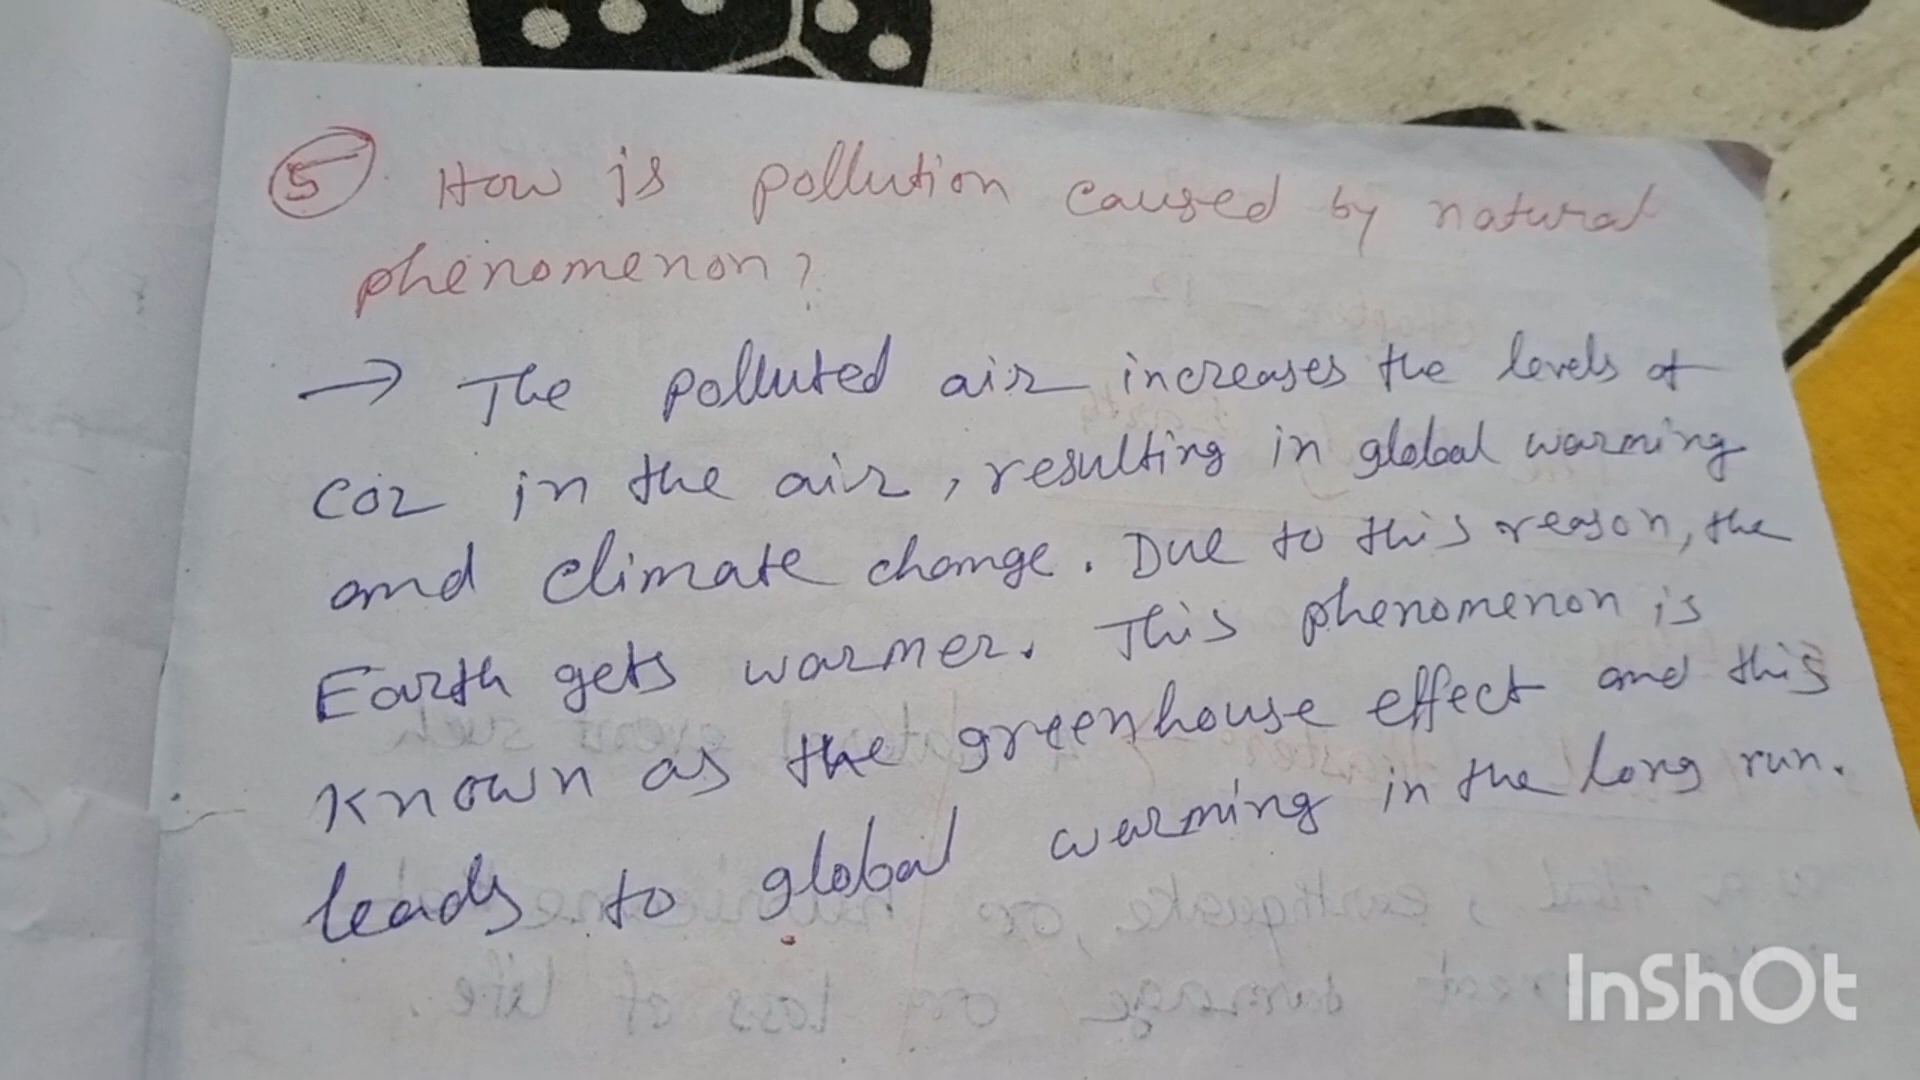 5 How is pollution caused by natural
phenomenon?
→ The polluted air increases the levels of
CO2 in the air, resulting in global warming
and climate change. Due to this reason, the
Earth gets warmer. This phenomenon is
known as the greenhouse effect and this
leads to global warming in the long run.
InShOt